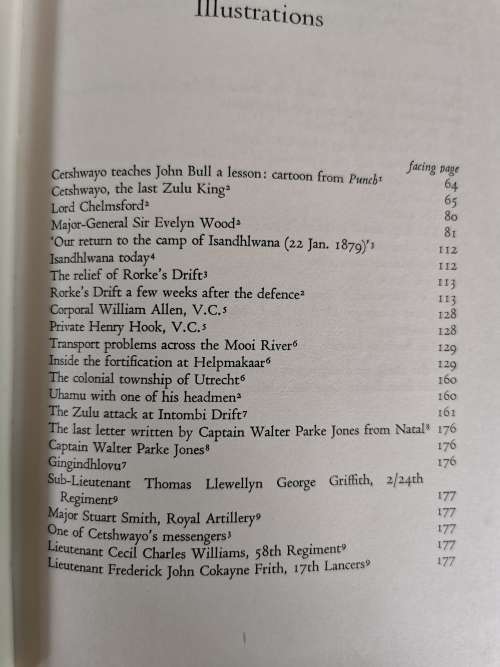 Illustrations
facing page
Cetshwayo teaches John Bull a lesson: cartoon from Punch¹ 64
Cetshwayo, the last Zulu King² 65
Lord Chelmsford² 80
Major-General Sir Evelyn Wood² 81
'Our return to the camp of Isandhlwana (22 Jan. 1879)'³ 112
Isandhlwana today⁴ 112
The relief of Rorke's Drift³ 113
Rorke's Drift a few weeks after the defence² 113
Corporal William Allen, V.C.⁵ 128
Private Henry Hook, V.C.⁵ 128
Transport problems across the Mooi River⁶ 129
Inside the fortification at Helpmakaar⁶ 129
The colonial township of Utrecht⁶ 160
Uhamu with one of his headmen² 160
The Zulu attack at Intombi Drift⁷ 161
The last letter written by Captain Walter Parke Jones from Natal⁸ 176
Captain Walter Parke Jones⁸ 176
Gingindhlovu⁷ 176
Sub-Lieutenant Thomas Llewellyn George Griffith, 2/24th
Regiment⁹ 177
Major Stuart Smith, Royal Artillery⁹ 177
One of Cetshwayo's messengers³ 177
Lieutenant Cecil Charles Williams, 58th Regiment⁹ 177
Lieutenant Frederick John Cokayne Frith, 17th Lancers⁹ 177